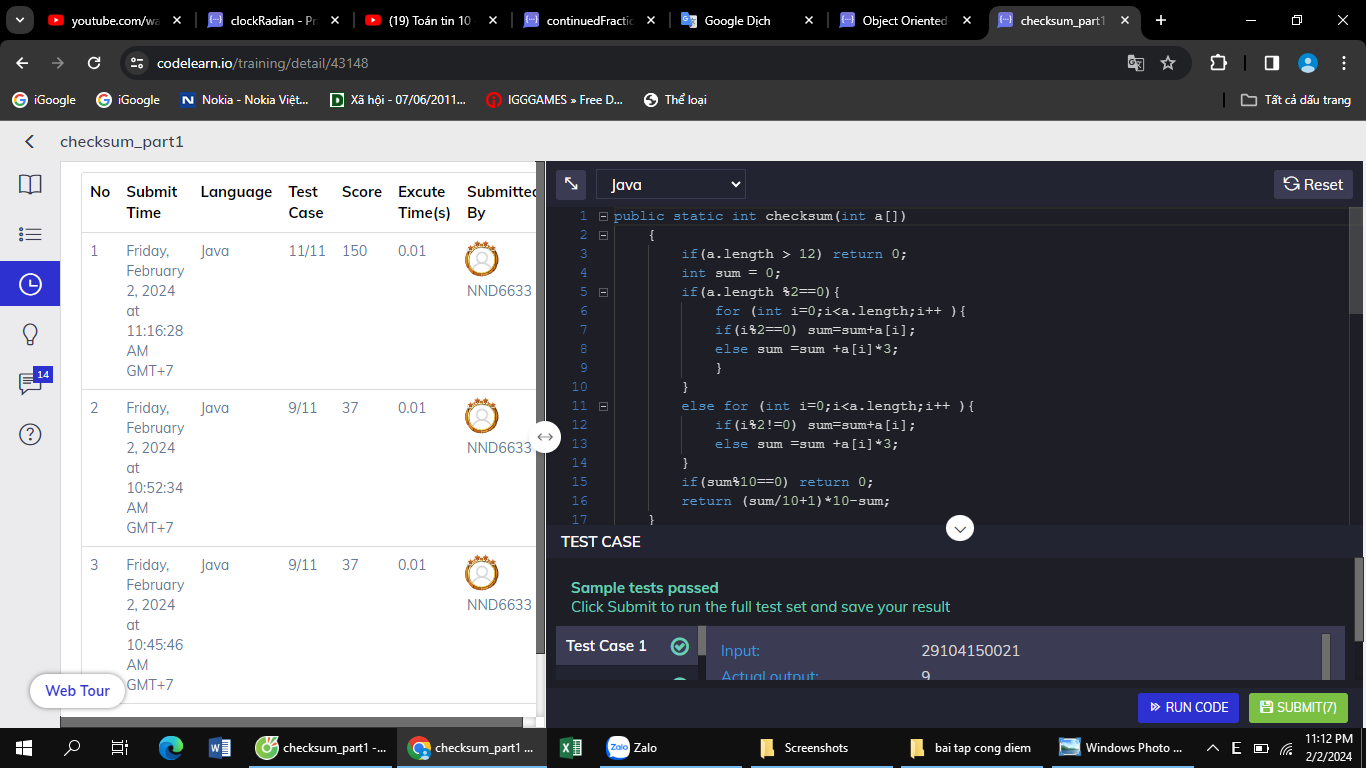 youtube.com/wa
clockRadian - Pr
(19) Toán tin 10
continuedFractic
Google Dịch
Object Oriented
checksum_part1
codelearn.io/training/detail/43148
iGoogle
iGoogle
Nokia - Nokia Việt...
Xã hội - 07/06/2011...
IGGGAMES » Free D...
Thể loại
Tất cả dấu trang
checksum_part1
No Submit Time Language Test Case Score Excute Time(s) Submitted By
1 Friday, February 2, 2024 at 11:16:28 AM GMT+7 Java 11/11 150 0.01 NND6633
2 Friday, February 2, 2024 at 10:52:34 AM GMT+7 Java 9/11 37 0.01 NND6633
3 Friday, February 2, 2024 at 10:45:46 AM GMT+7 Java 9/11 37 0.01 NND6633
14
Web Tour
Java
Reset
1 public static int checksum(int a[])
2 {
3 if(a.length > 12) return 0;
4 int sum = 0;
5 if(a.length %2==0){
6 for (int i=0;i<a.length;i++ ){
7 if(i%2==0) sum=sum+a[i];
8 else sum =sum +a[i]*3;
9 }
10 }
11 else for (int i=0;i<a.length;i++ ){
12 if(i%2!=0) sum=sum+a[i];
13 else sum =sum +a[i]*3;
14 }
15 if(sum%10==0) return 0;
16 return (sum/10+1)*10-sum;
17 }
TEST CASE
Sample tests passed
Click Submit to run the full test set and save your result
Test Case 1
Input: 29104150021
Actual output: 9
RUN CODE
SUBMIT(7)
checksum_part1 -...
checksum_part1 ...
Zalo
Zalo
Screenshots
bai tap cong diem
Windows Photo ...
E
11:12 PM
2/2/2024